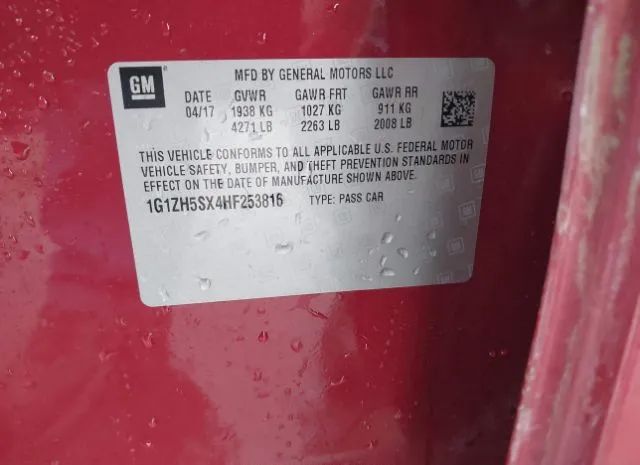 GM
MFD BY GENERAL MOTORS LLC
DATE GVWR GAWR FRT GAWR RR
04/17 1938 KG 1027 KG 911 KG
4271 LB 2263 LB 2008 LB
THIS VEHICLE CONFORMS TO ALL APPLICABLE U.S. FEDERAL MOTOR
VEHICLE SAFETY, BUMPER, AND THEFT PREVENTION STANDARDS IN
EFFECT ON THE DATE OF MANUFACTURE SHOWN ABOVE.
1G1ZH5SX4HF253816 TYPE: PASS CAR